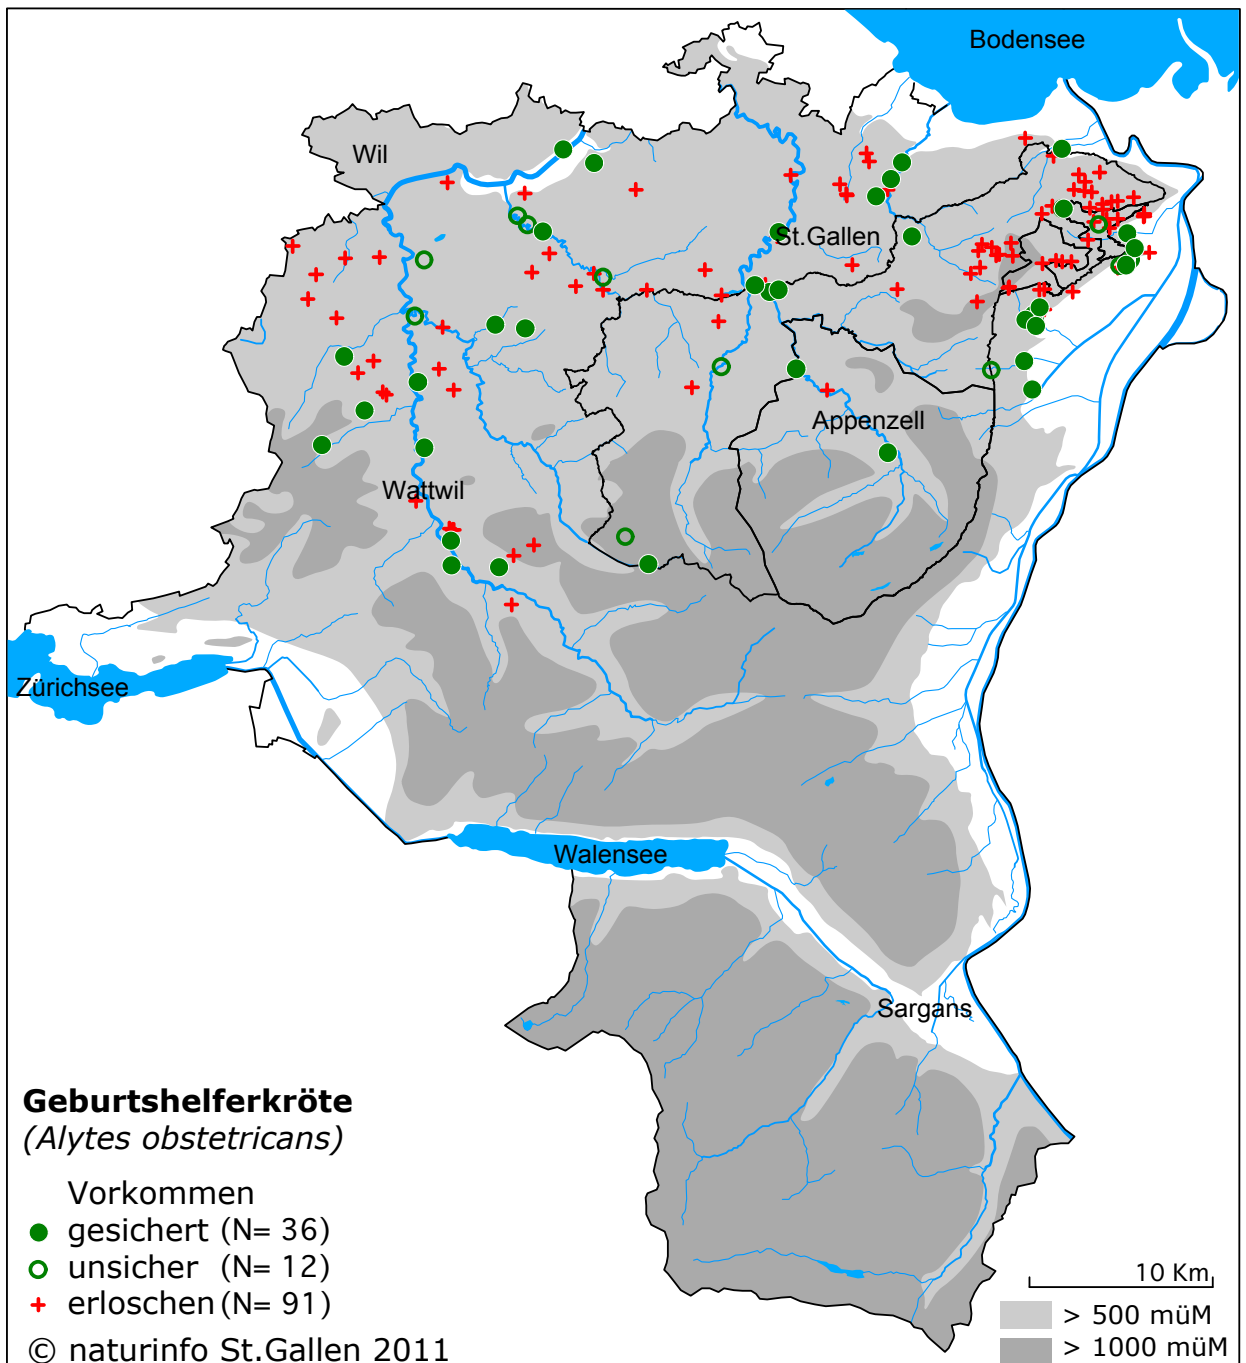 Bodensee
Wil
St.Gallen
Appenzell
Wattwil
Zürichsee
Walensee
Sargans
Geburtshelferkröte
(Alytes obstetricans)
Vorkommen
gesichert (N= 36)
unsicher (N= 12)
erloschen (N= 91)
© naturinfo St.Gallen 2011
10 Km
> 500 müM
> 1000 müM